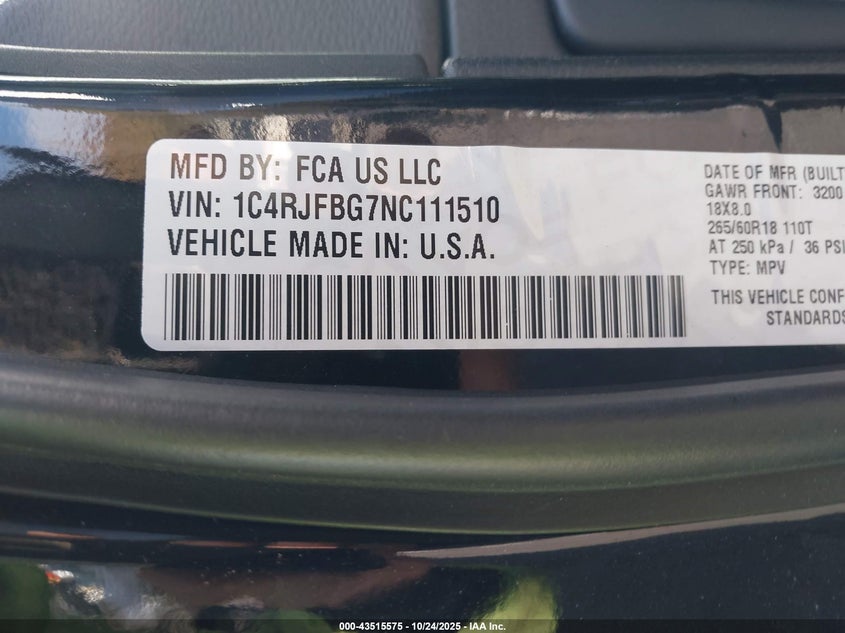 MFD BY: FCA US LLC
VIN: 1C4RJFBG7NC111510
VEHICLE MADE IN: U.S.A.
DATE OF MFR (BUILT
GAWR FRONT: 3200
18X8.0
265/60R18 110T
AT 250 kPa / 36 PSI
TYPE: MPV
THIS VEHICLE CONF
STANDARDS
000-43515575 - 10/24/2025 - IAA Inc.